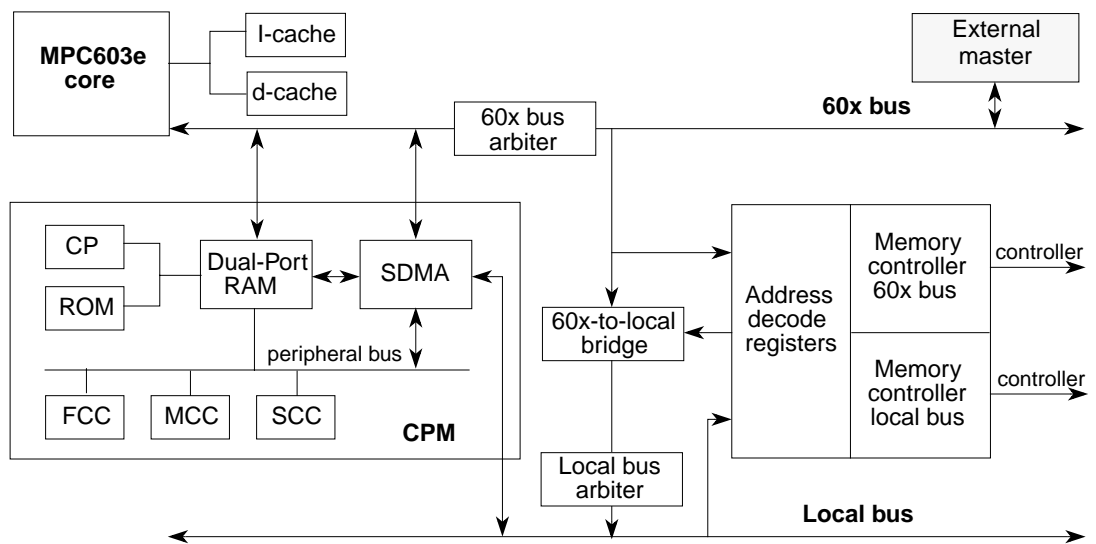 MPC603e
core
I-cache
d-cache
External
master
60x bus
arbiter
60x bus
CP
ROM
Dual-Port
RAM
SDMA
peripheral bus
FCC
MCC
SCC
CPM
60x-to-local
bridge
Address
decode
registers
Memory
controller
60x bus
controller
Memory
controller
local bus
controller
Local bus
arbiter
Local bus